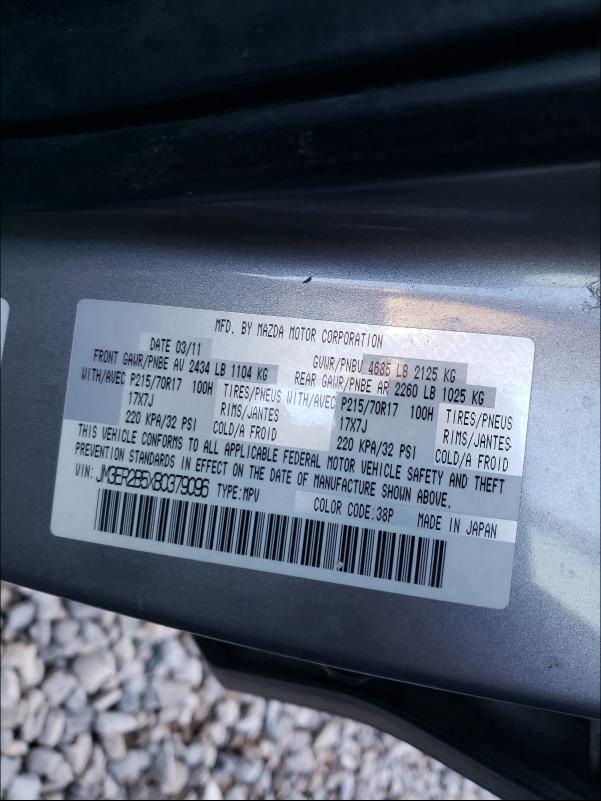 MFD. BY MAZDA MOTOR CORPORATION
DATE 03/11 GVWR/PNBV 4685 LB 2125 KG
FRONT GAWR/PNBE AV 2434 LB 1104 KG REAR GAWR/PNBE AR 2260 LB 1025 KG
WITH/AVEC P215/70R17 100H TIRES/PNEUS WITH/AVEC P215/70R17 100H TIRES/PNEUS
17X7J RIMS/JANTES 17X7J RIMS/JANTES
220 KPA/32 PSI COLD/A FROID 220 KPA/32 PSI COLD/A FROID
THIS VEHICLE CONFORMS TO ALL APPLICABLE FEDERAL MOTOR VEHICLE SAFETY AND THEFT
PREVENTION STANDARDS IN EFFECT ON THE DATE OF MANUFACTURE SHOWN ABOVE.
VIN: JM3ER2B5XB0379096 TYPE:MPV COLOR CODE:38P MADE IN JAPAN